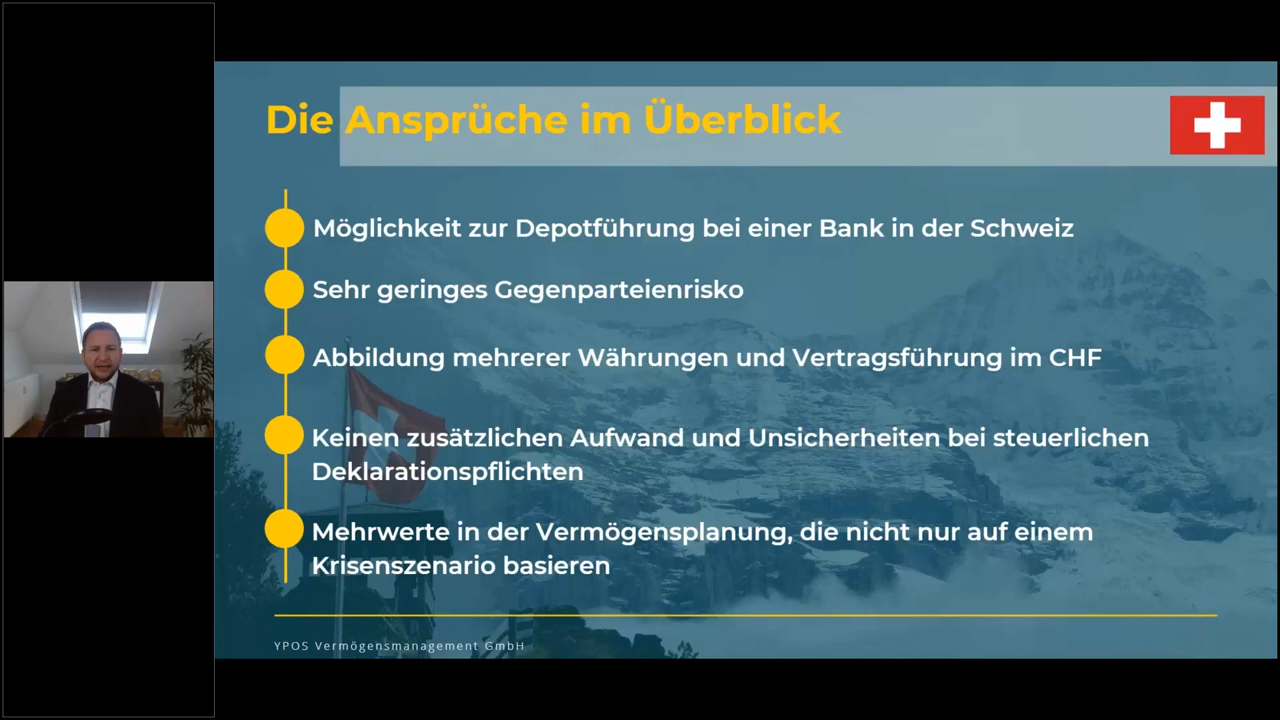 Die Ansprüche im Überblick
Möglichkeit zur Depotführung bei einer Bank in der Schweiz
Sehr geringes Gegenparteienrisko
Abbildung mehrerer Währungen und Vertragsführung im CHF
Keinen zusätzlichen Aufwand und Unsicherheiten bei steuerlichen
Deklarationspflichten
Mehrwerte in der Vermögensplanung, die nicht nur auf einem
Krisenszenario basieren
YPOS Vermögensmanagement GmbH